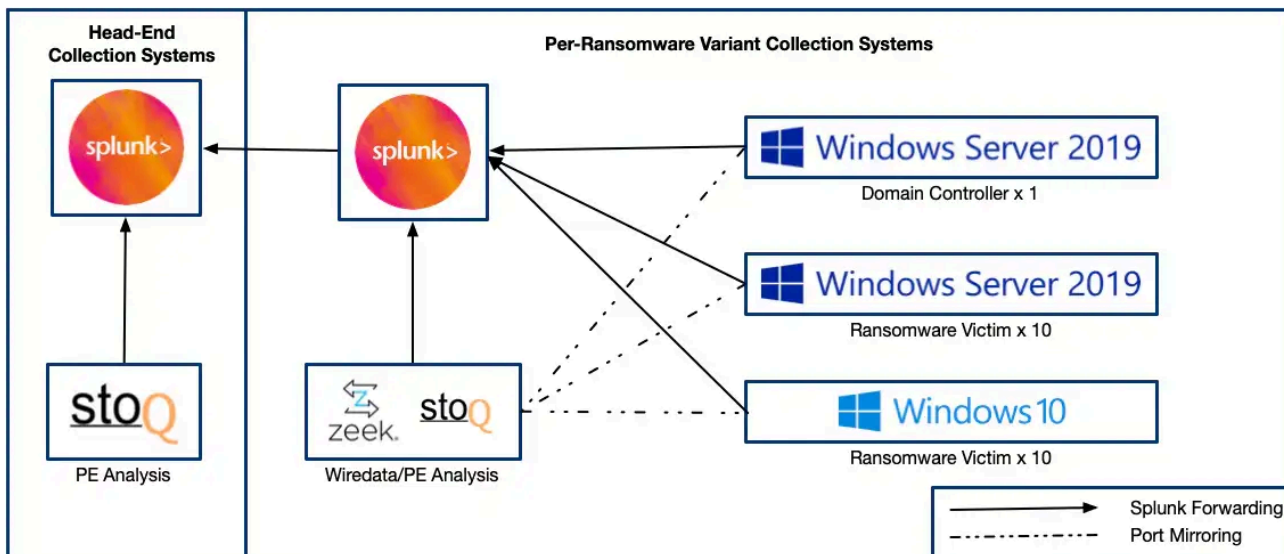 Head-End
Collection Systems
Per-Ransomware Variant Collection Systems
splunk>
splunk>
Windows Server 2019
Domain Controller x 1
Windows Server 2019
Ransomware Victim x 10
stoQ
PE Analysis
zeek®
stoQ
Wiredata/PE Analysis
Windows 10
Ransomware Victim x 10
Splunk Forwarding
Port Mirroring